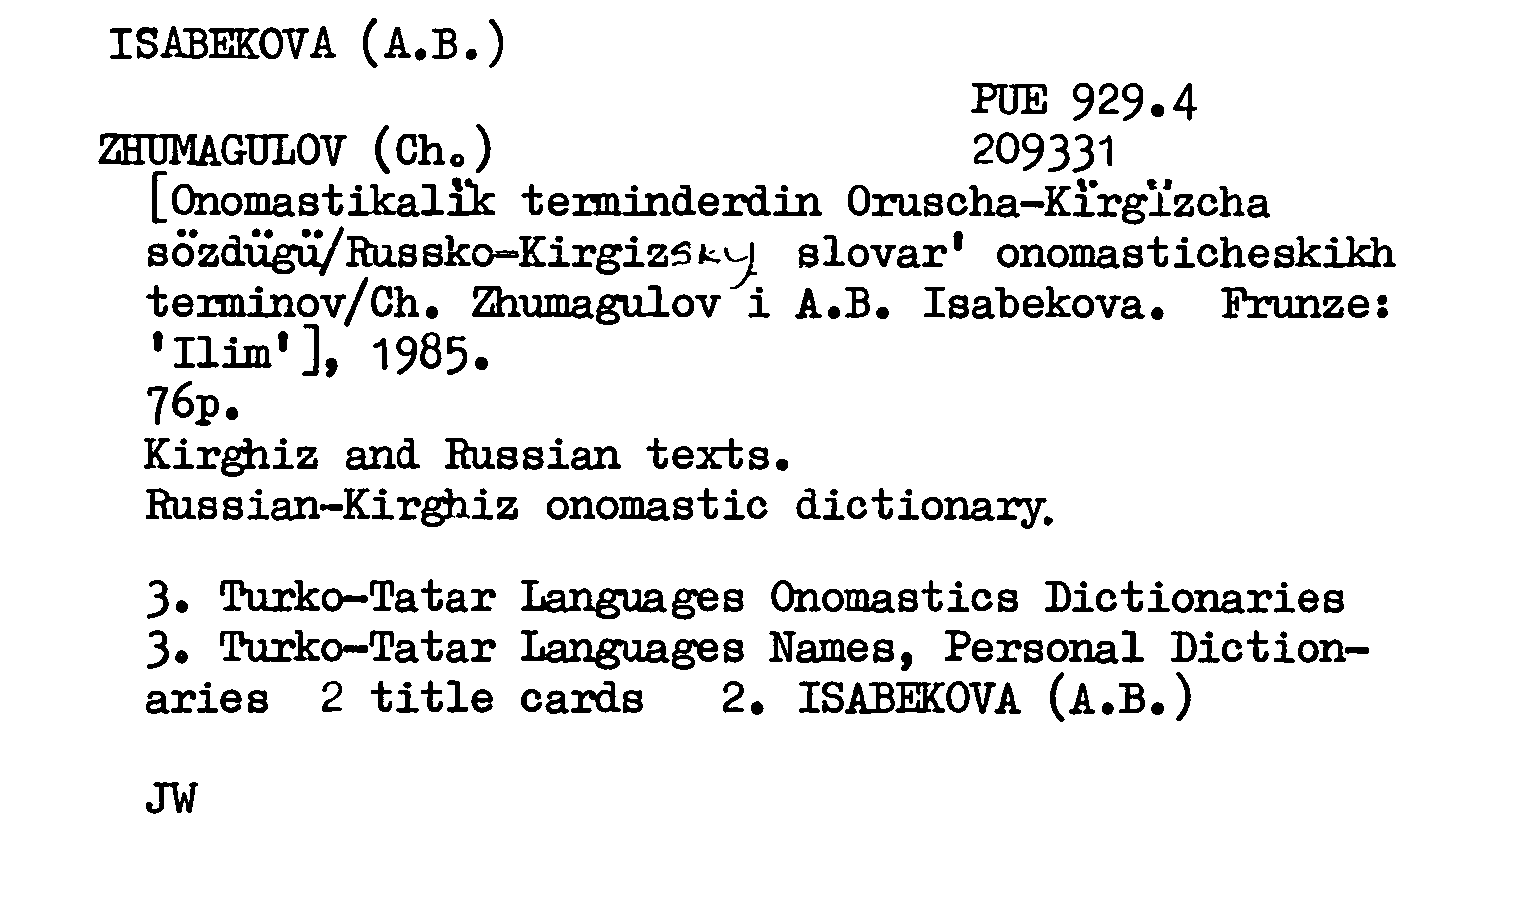 ISABEKOVA (A.B.)
PUE 929.4
ZHUMAGULOV (Ch.) 209331
[Onomastikalïk terminderdin Oruscha-Kïrgïzcha
sözdügü/Russko-Kirgizsky slovar' onomasticheskikh
terminov/Ch. Zhumagulov i A.B. Isabekova. Frunze:
'Ilim'], 1985.
76p.
Kirghiz and Russian texts.
Russian-Kirghiz onomastic dictionary.
3. Turko-Tatar Languages Onomastics Dictionaries
3. Turko-Tatar Languages Names, Personal Diction-
aries 2 title cards 2. ISABEKOVA (A.B.)
JW